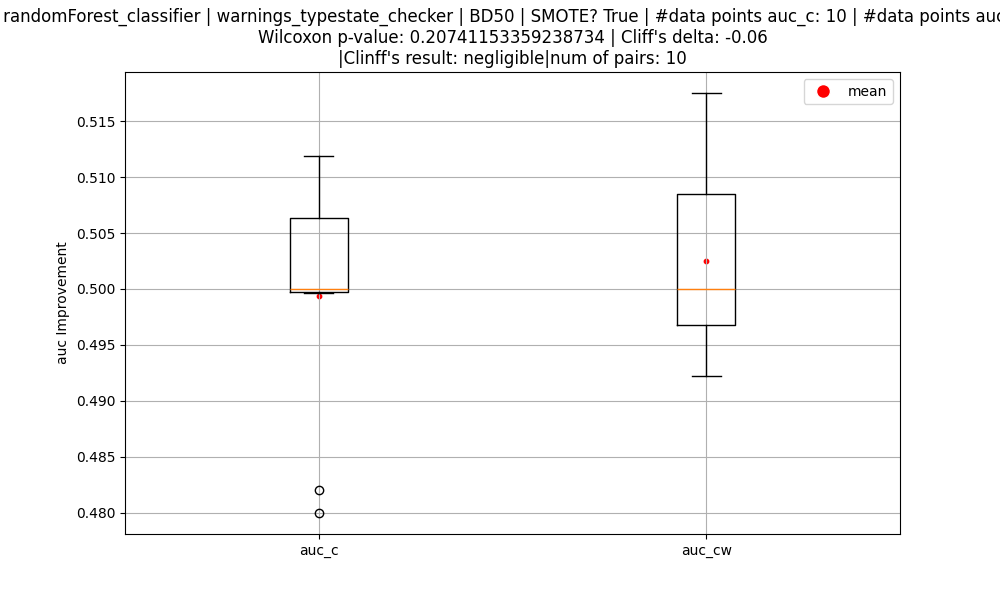 randomForest_classifier | warnings_typestate_checker | BD50 | SMOTE? True | #data points auc_c: 10 | #data points
Wilcoxon p-value: 0.20741153359238734 | Cliff's delta: -0.06
|Clinff's result: negligible|num of pairs: 10
mean
0.515
0.510
0.505
0.500
0.495
0.490
0.485
0.480
auc Improvement
auc_c
auc_cw